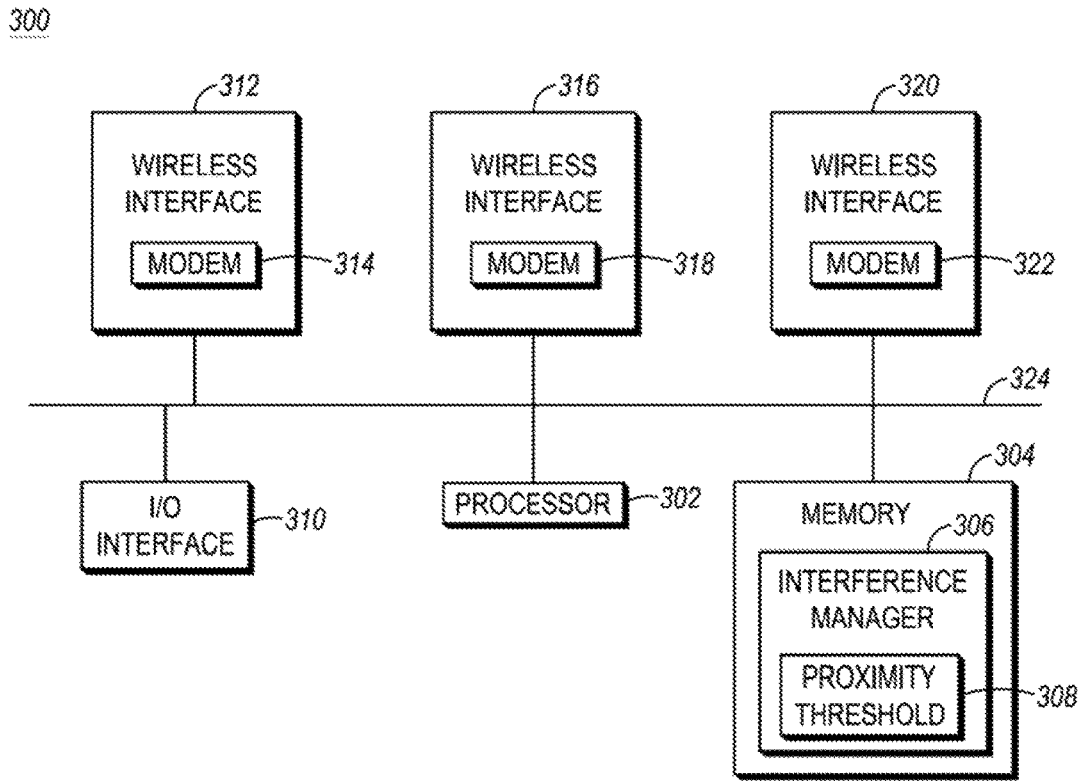 300
312
316
320
WIRELESS
INTERFACE
MODEM
314
WIRELESS
INTERFACE
MODEM
318
WIRELESS
INTERFACE
MODEM
322
324
I/O
INTERFACE
310
PROCESSOR
302
304
MEMORY
306
INTERFERENCE
MANAGER
PROXIMITY
THRESHOLD
308